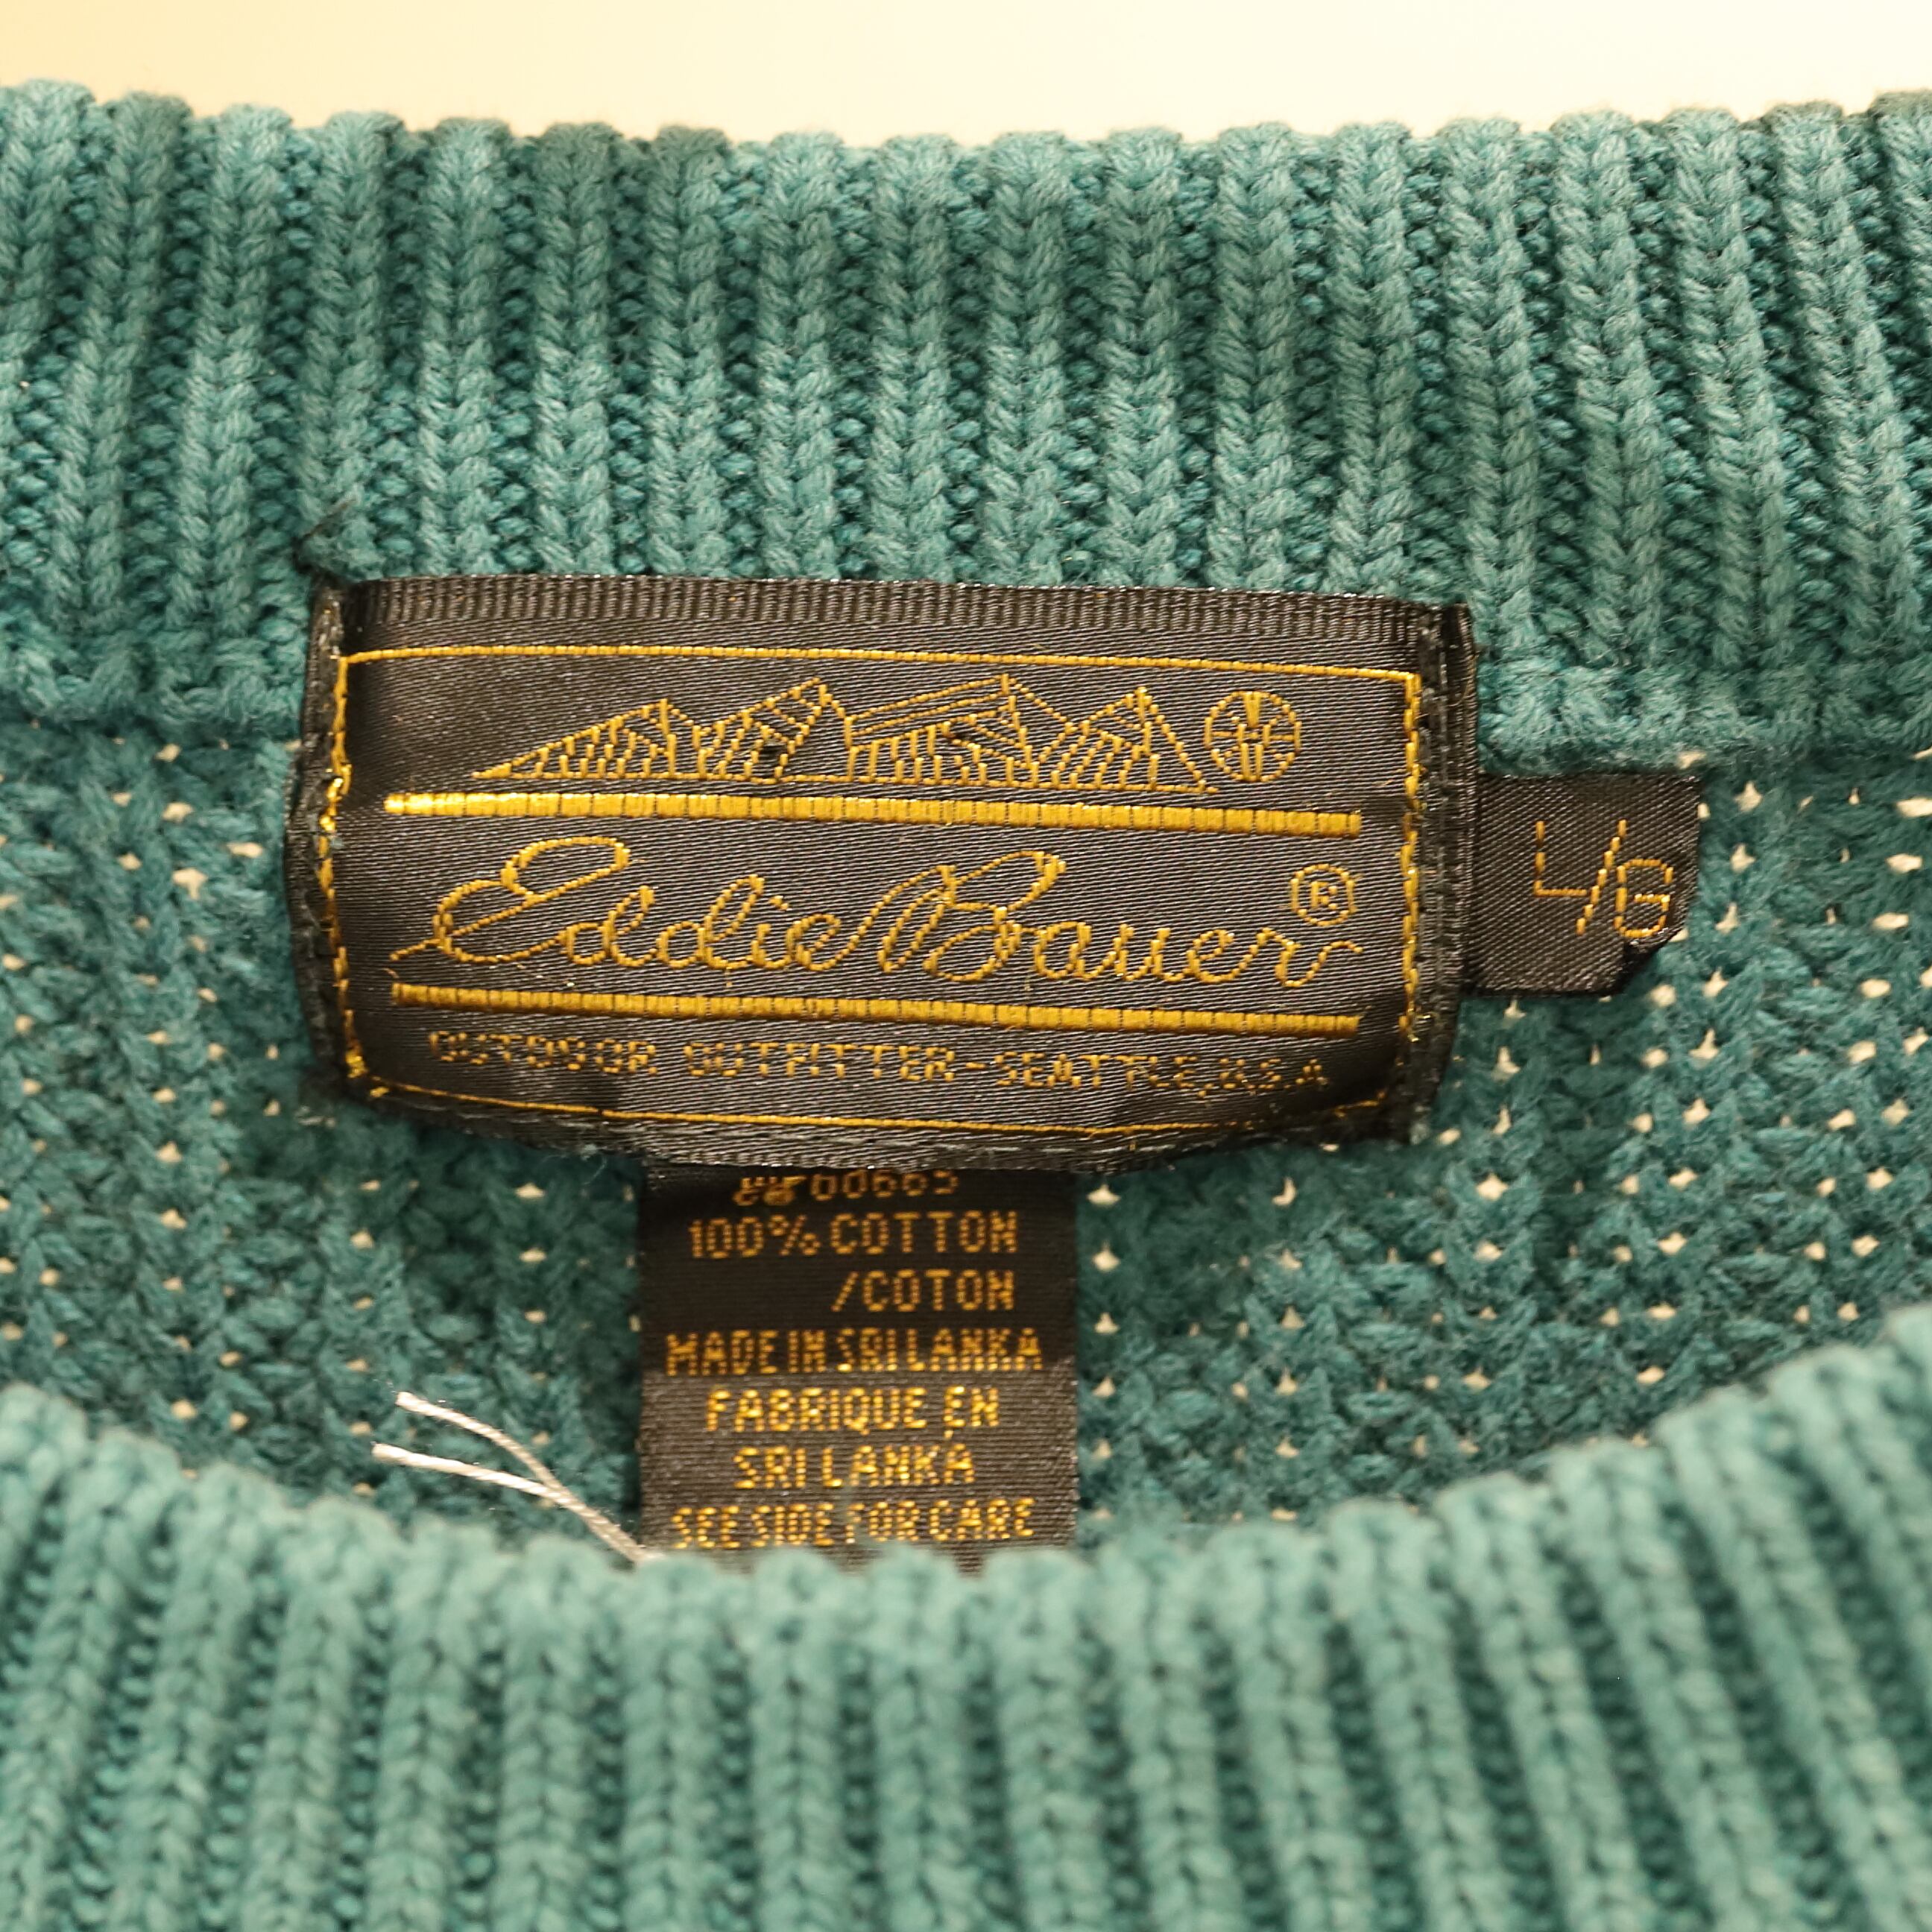 Eddie Bauer ®
L/G
OUTDOOR OUTFITTER-SEATTLE, U.S.A
60665
100% COTTON
/COTON
MADE IN SRI LANKA
FABRIQUE EN
SRI LANKA
SEE SIDE FOR CARE